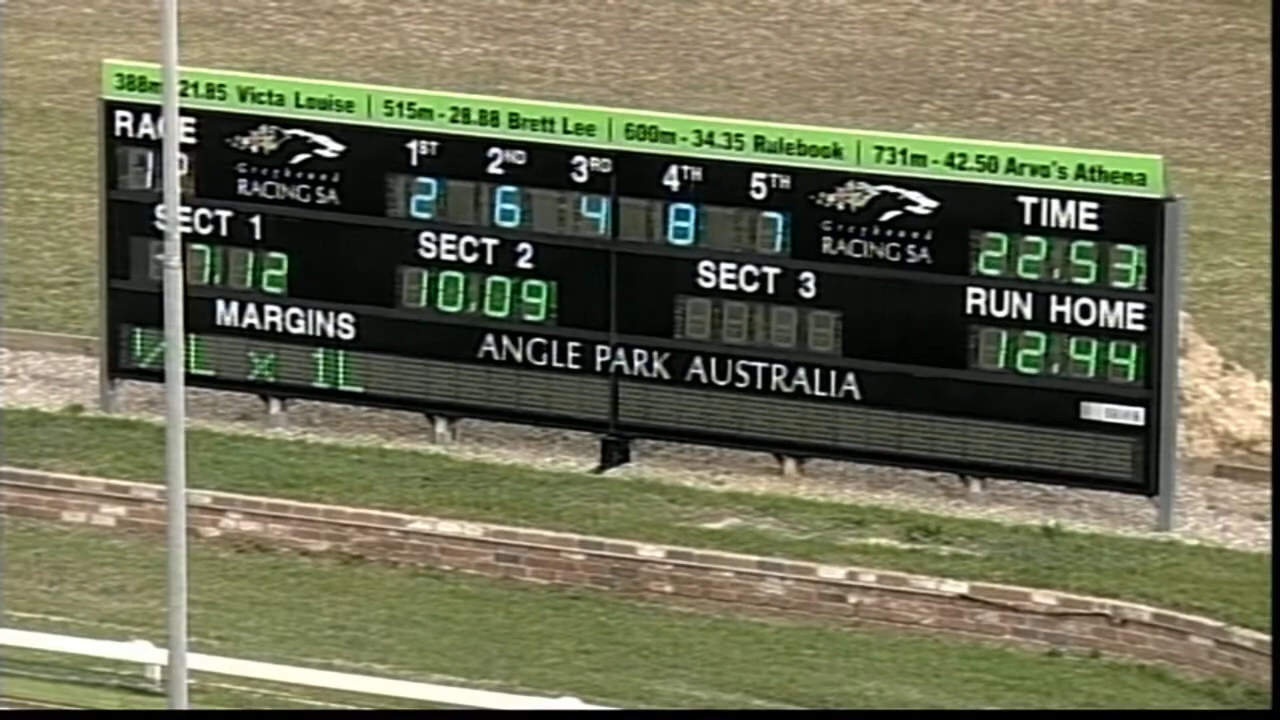 388m 21.85 Victa Louise | 515m - 28.88 Brett Lee | 600m - 34.35 Rulebook | 731m - 42.50 Arvo's Athena
RACE
1ST 2ND 3RD 4TH 5TH
2 6 4 8 7
Greyhound
RACING SA
Greyhound
RACING SA
TIME
22.53
SECT 1
7.12
SECT 2
10.09
SECT 3
RUN HOME
12.44
MARGINS
L x 1L
ANGLE PARK AUSTRALIA